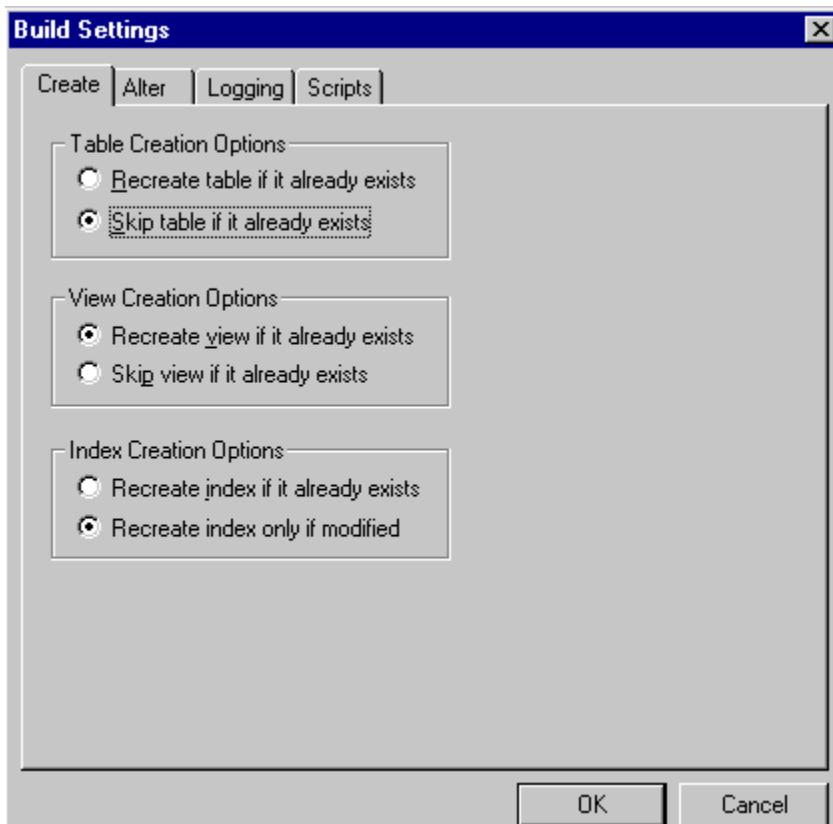 Build Settings
Create
Alter
Logging
Scripts
Table Creation Options
Recreate table if it already exists
Skip table if it already exists
View Creation Options
Recreate view if it already exists
Skip view if it already exists
Index Creation Options
Recreate index if it already exists
Recreate index only if modified
OK
Cancel